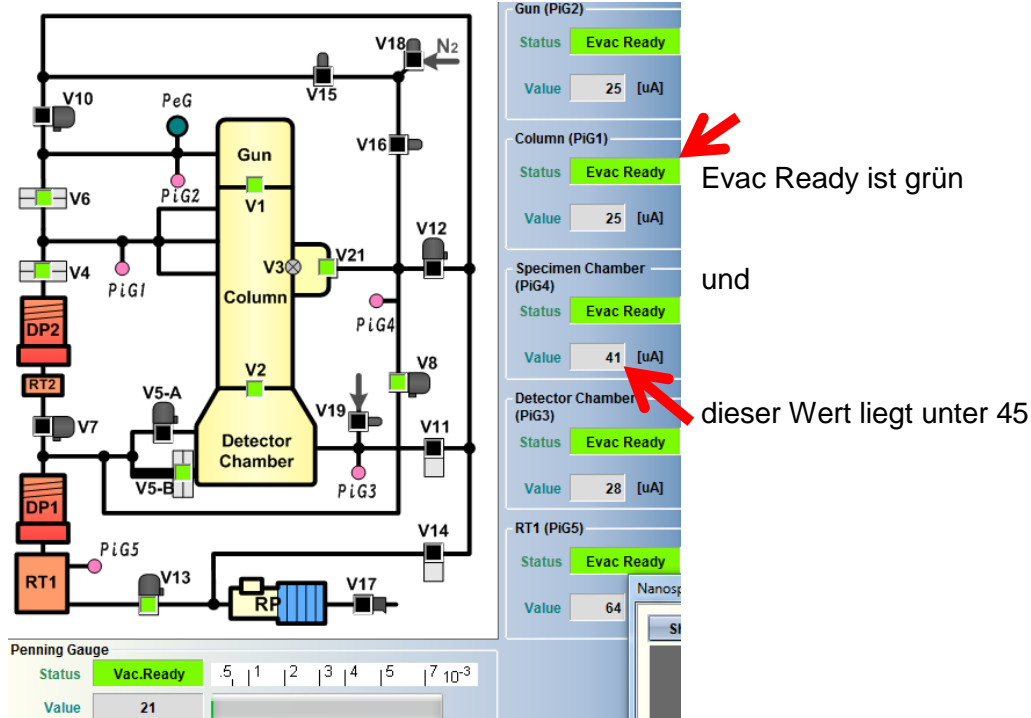 Gun (PiG2)
Status Evac Ready
Value 25 [uA]
Column (PiG1)
Status Evac Ready
Value 25 [uA]
Specimen Chamber
(PiG4)
Status Evac Ready
Value 41 [uA]
Detector Chamber
(PiG3)
Status Evac Ready
Value 28 [uA]
RT1 (PiG5)
Status Evac Ready
Value 64
Evac Ready ist grün
und
dieser Wert liegt unter 45
V18 N2
V15
V10
PeG
V16
Gun
V6
PiG2
V1
V12
V21
V4
V3
PiG1
Column
PiG4
DP2
RT2
V2
V8
V5-A
V7
V19
V11
Detector
Chamber
V5-B
PiG3
DP1
V14
PiG5
RT1
V13
V17
RP
Penning Gauge
Status Vac.Ready .5 1 2 3 4 5 7 10-3
Value 21